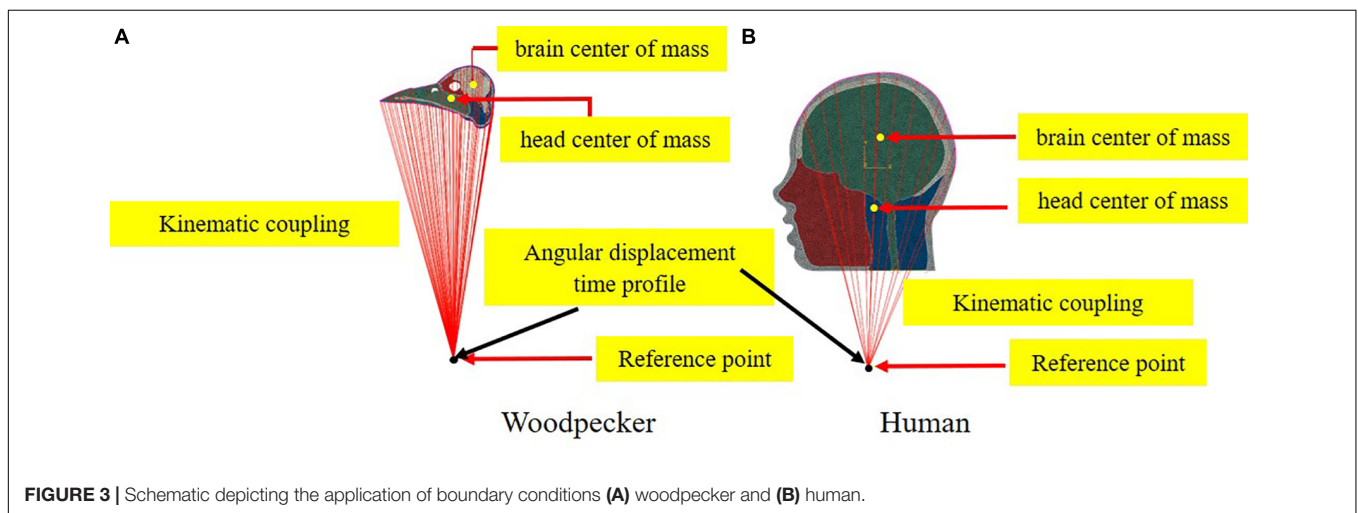 A
brain center of mass
head center of mass
Kinematic coupling
Angular displacement
time profile
Reference point
Woodpecker
B
brain center of mass
head center of mass
Kinematic coupling
Reference point
Human
FIGURE 3 | Schematic depicting the application of boundary conditions (A) woodpecker and (B) human.